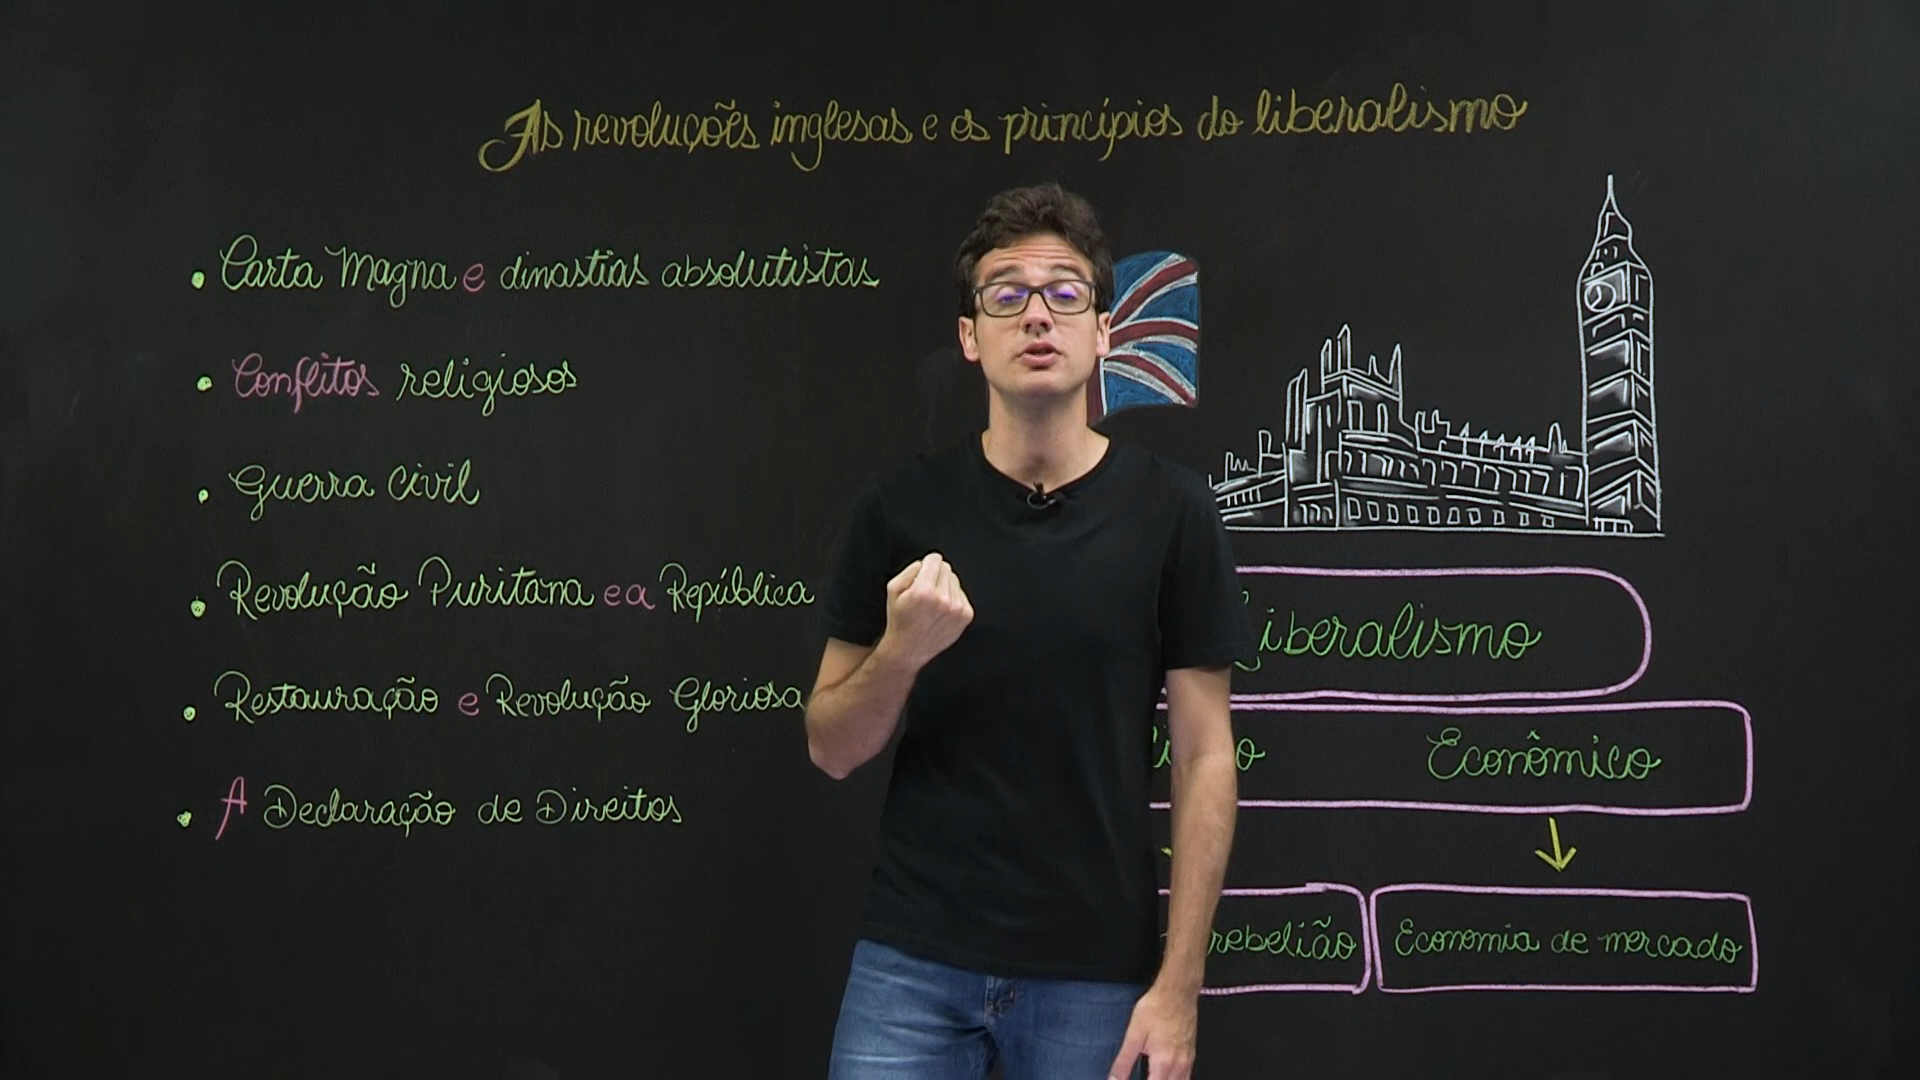 As revoluções inglesas e os princípios do liberalismo
• Carta Magna e dinastias absolutistas
• Conflitos religiosos
• Guerra civil
• Revolução Puritana e a República
• Restauração e Revolução Gloriosa
• A Declaração de Direitos
Liberalismo
Econômico
rebelião
Economia de mercado